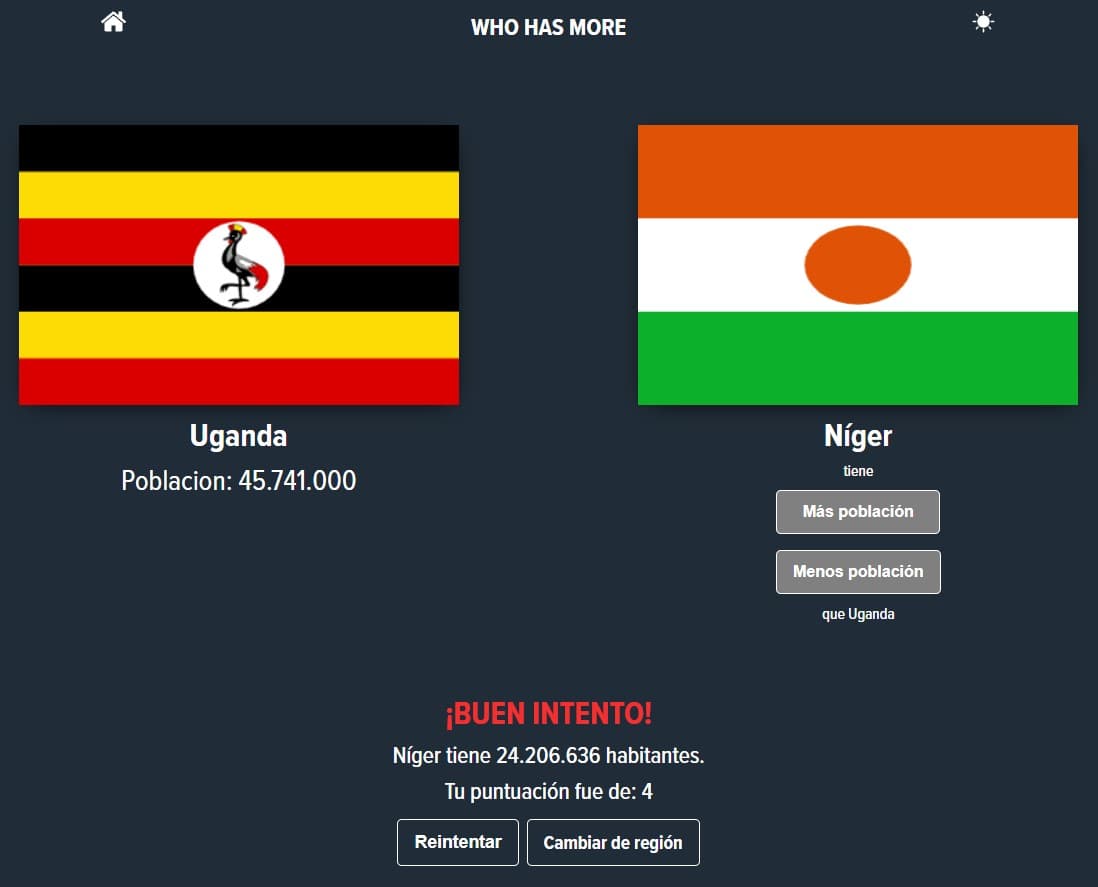 WHO HAS MORE
Uganda
Poblacion: 45.741.000
Níger
tiene
Más población
Menos población
que Uganda
¡BUEN INTENTO!
Níger tiene 24.206.636 habitantes.
Tu puntuación fue de: 4
Reintentar
Cambiar de región